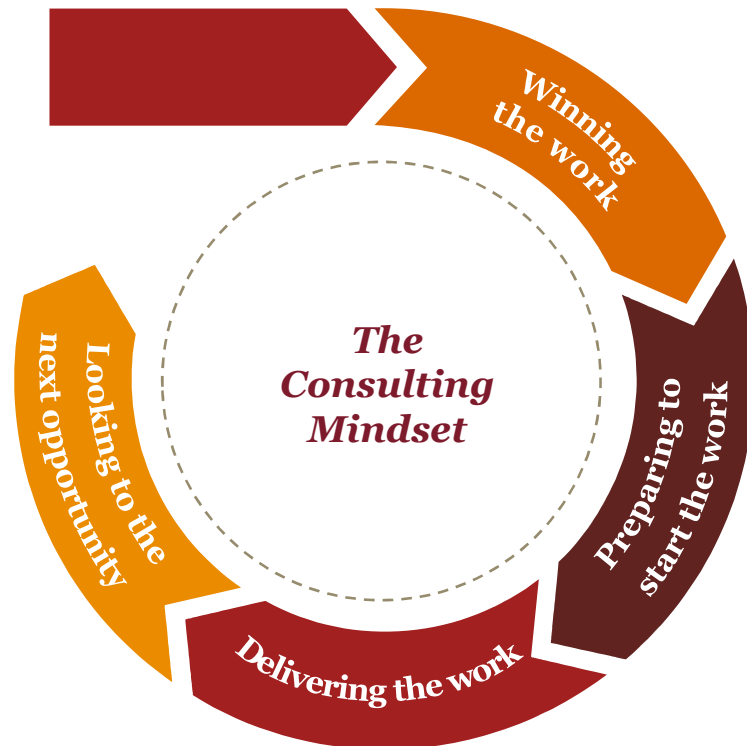 Winning
the work
Preparing to
start the work
Delivering the work
Looking to the
next opportunity
The
Consulting
Mindset